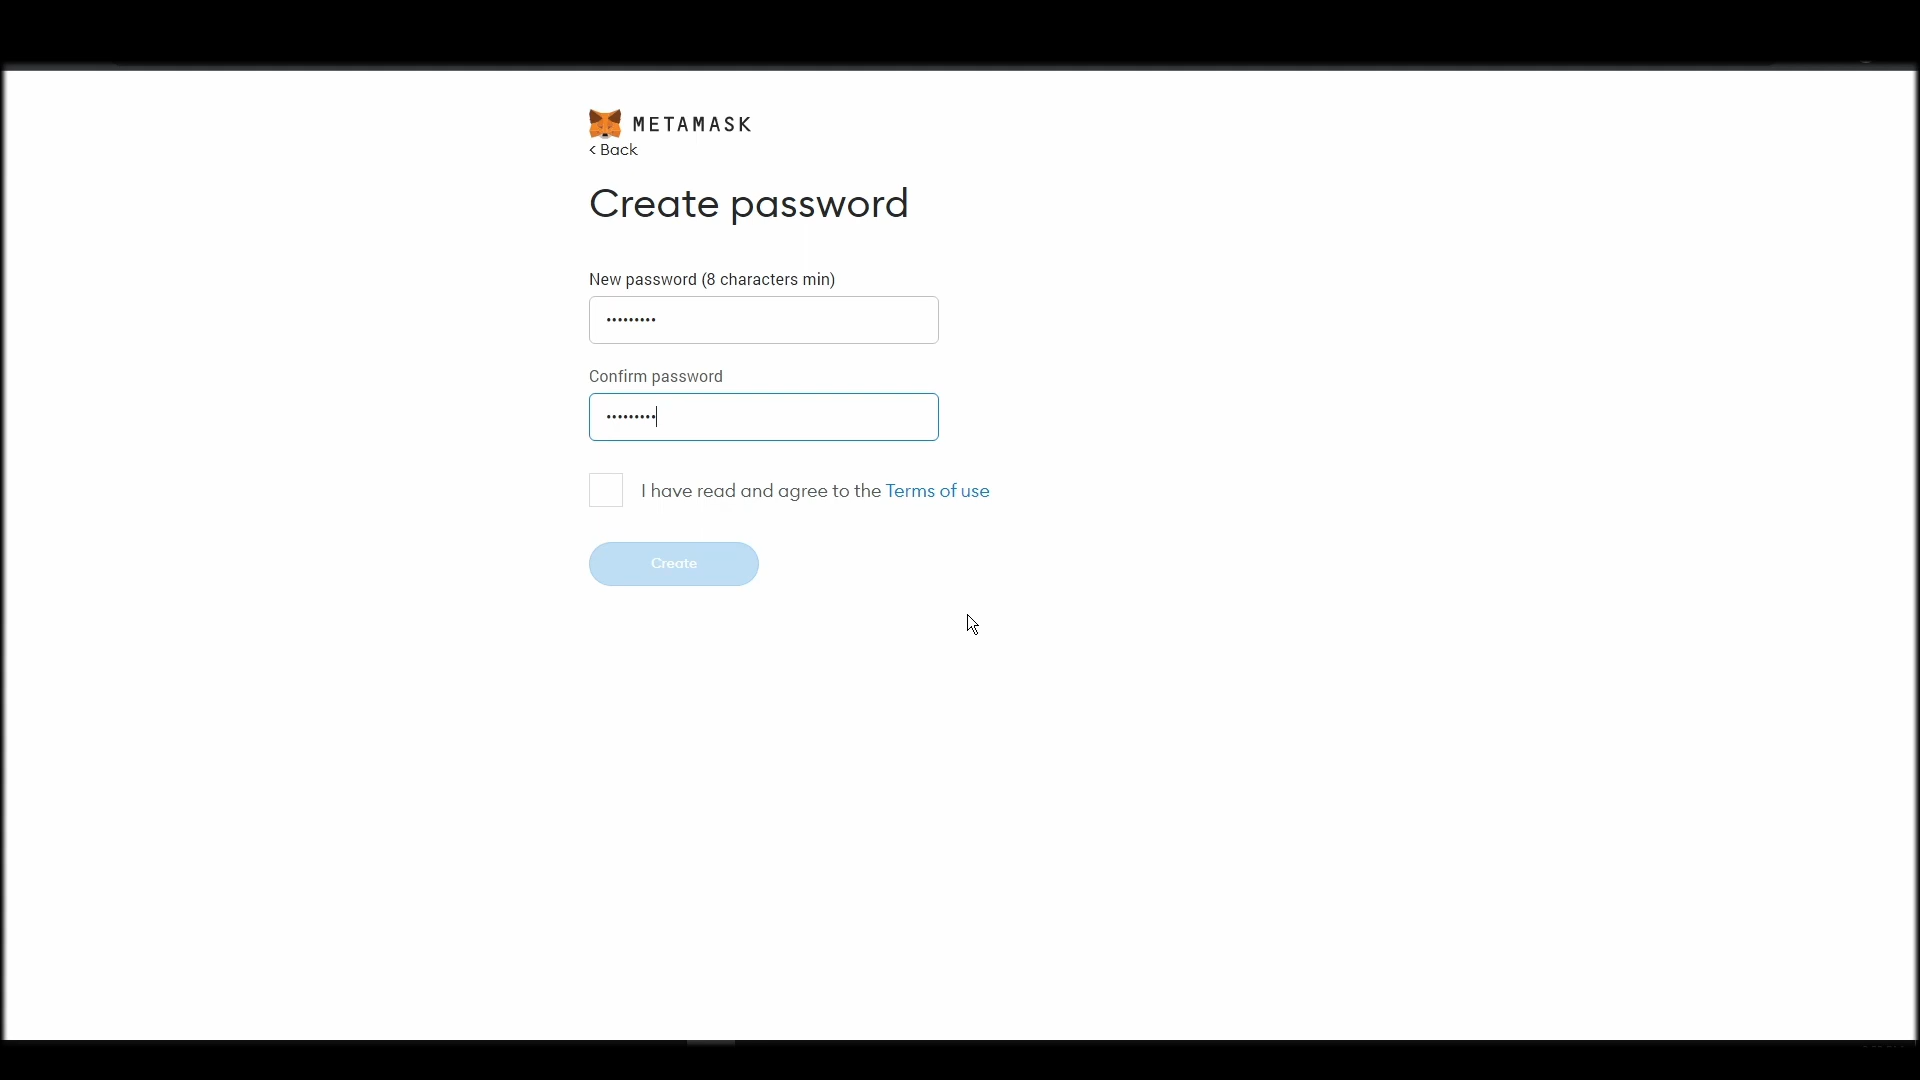 METAMASK
< Back
Create password
New password (8 characters min)
•••••••••
Confirm password
•••••••••
I have read and agree to the Terms of use
Create